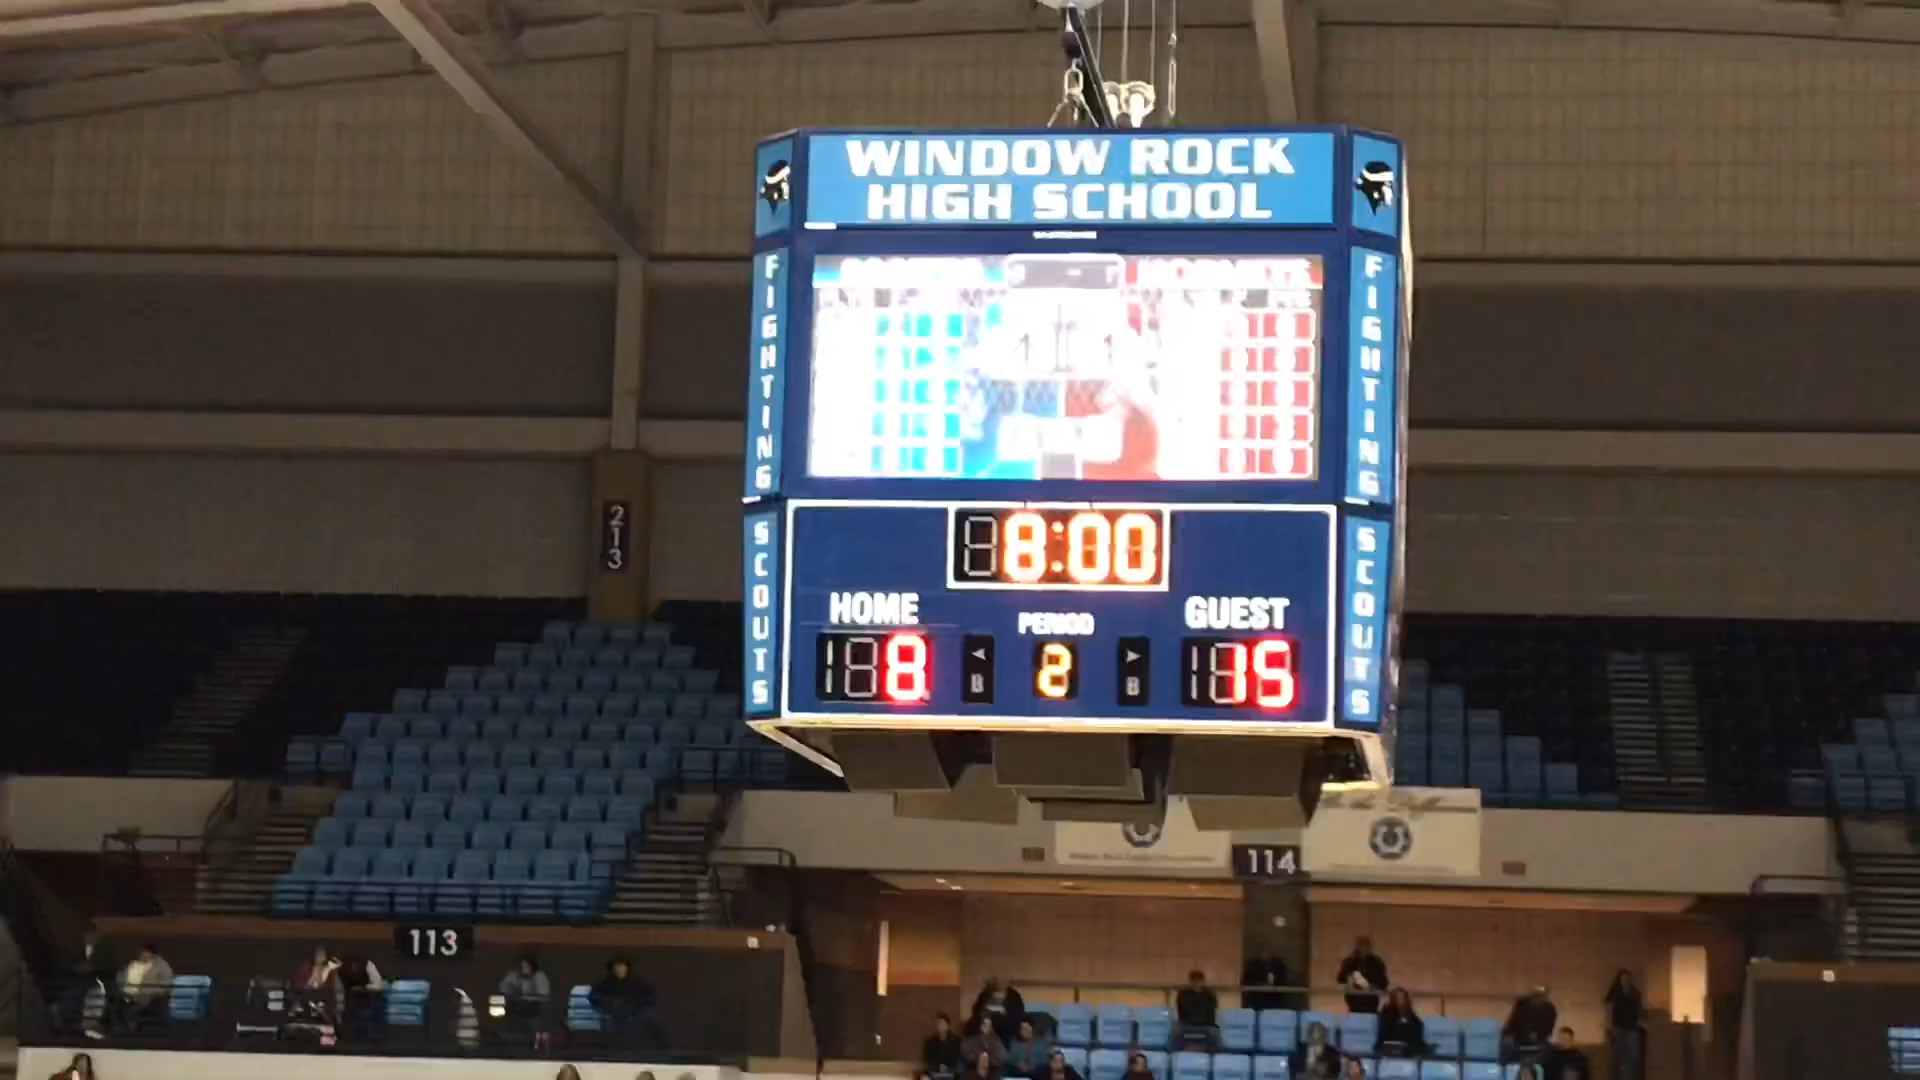 WINDOW ROCK
HIGH SCHOOL
FIGHTING
FIGHTING
SCOUTS
SCOUTS
8:00
HOME
PERIOD
GUEST
8
2
15
B
B
213
114
113